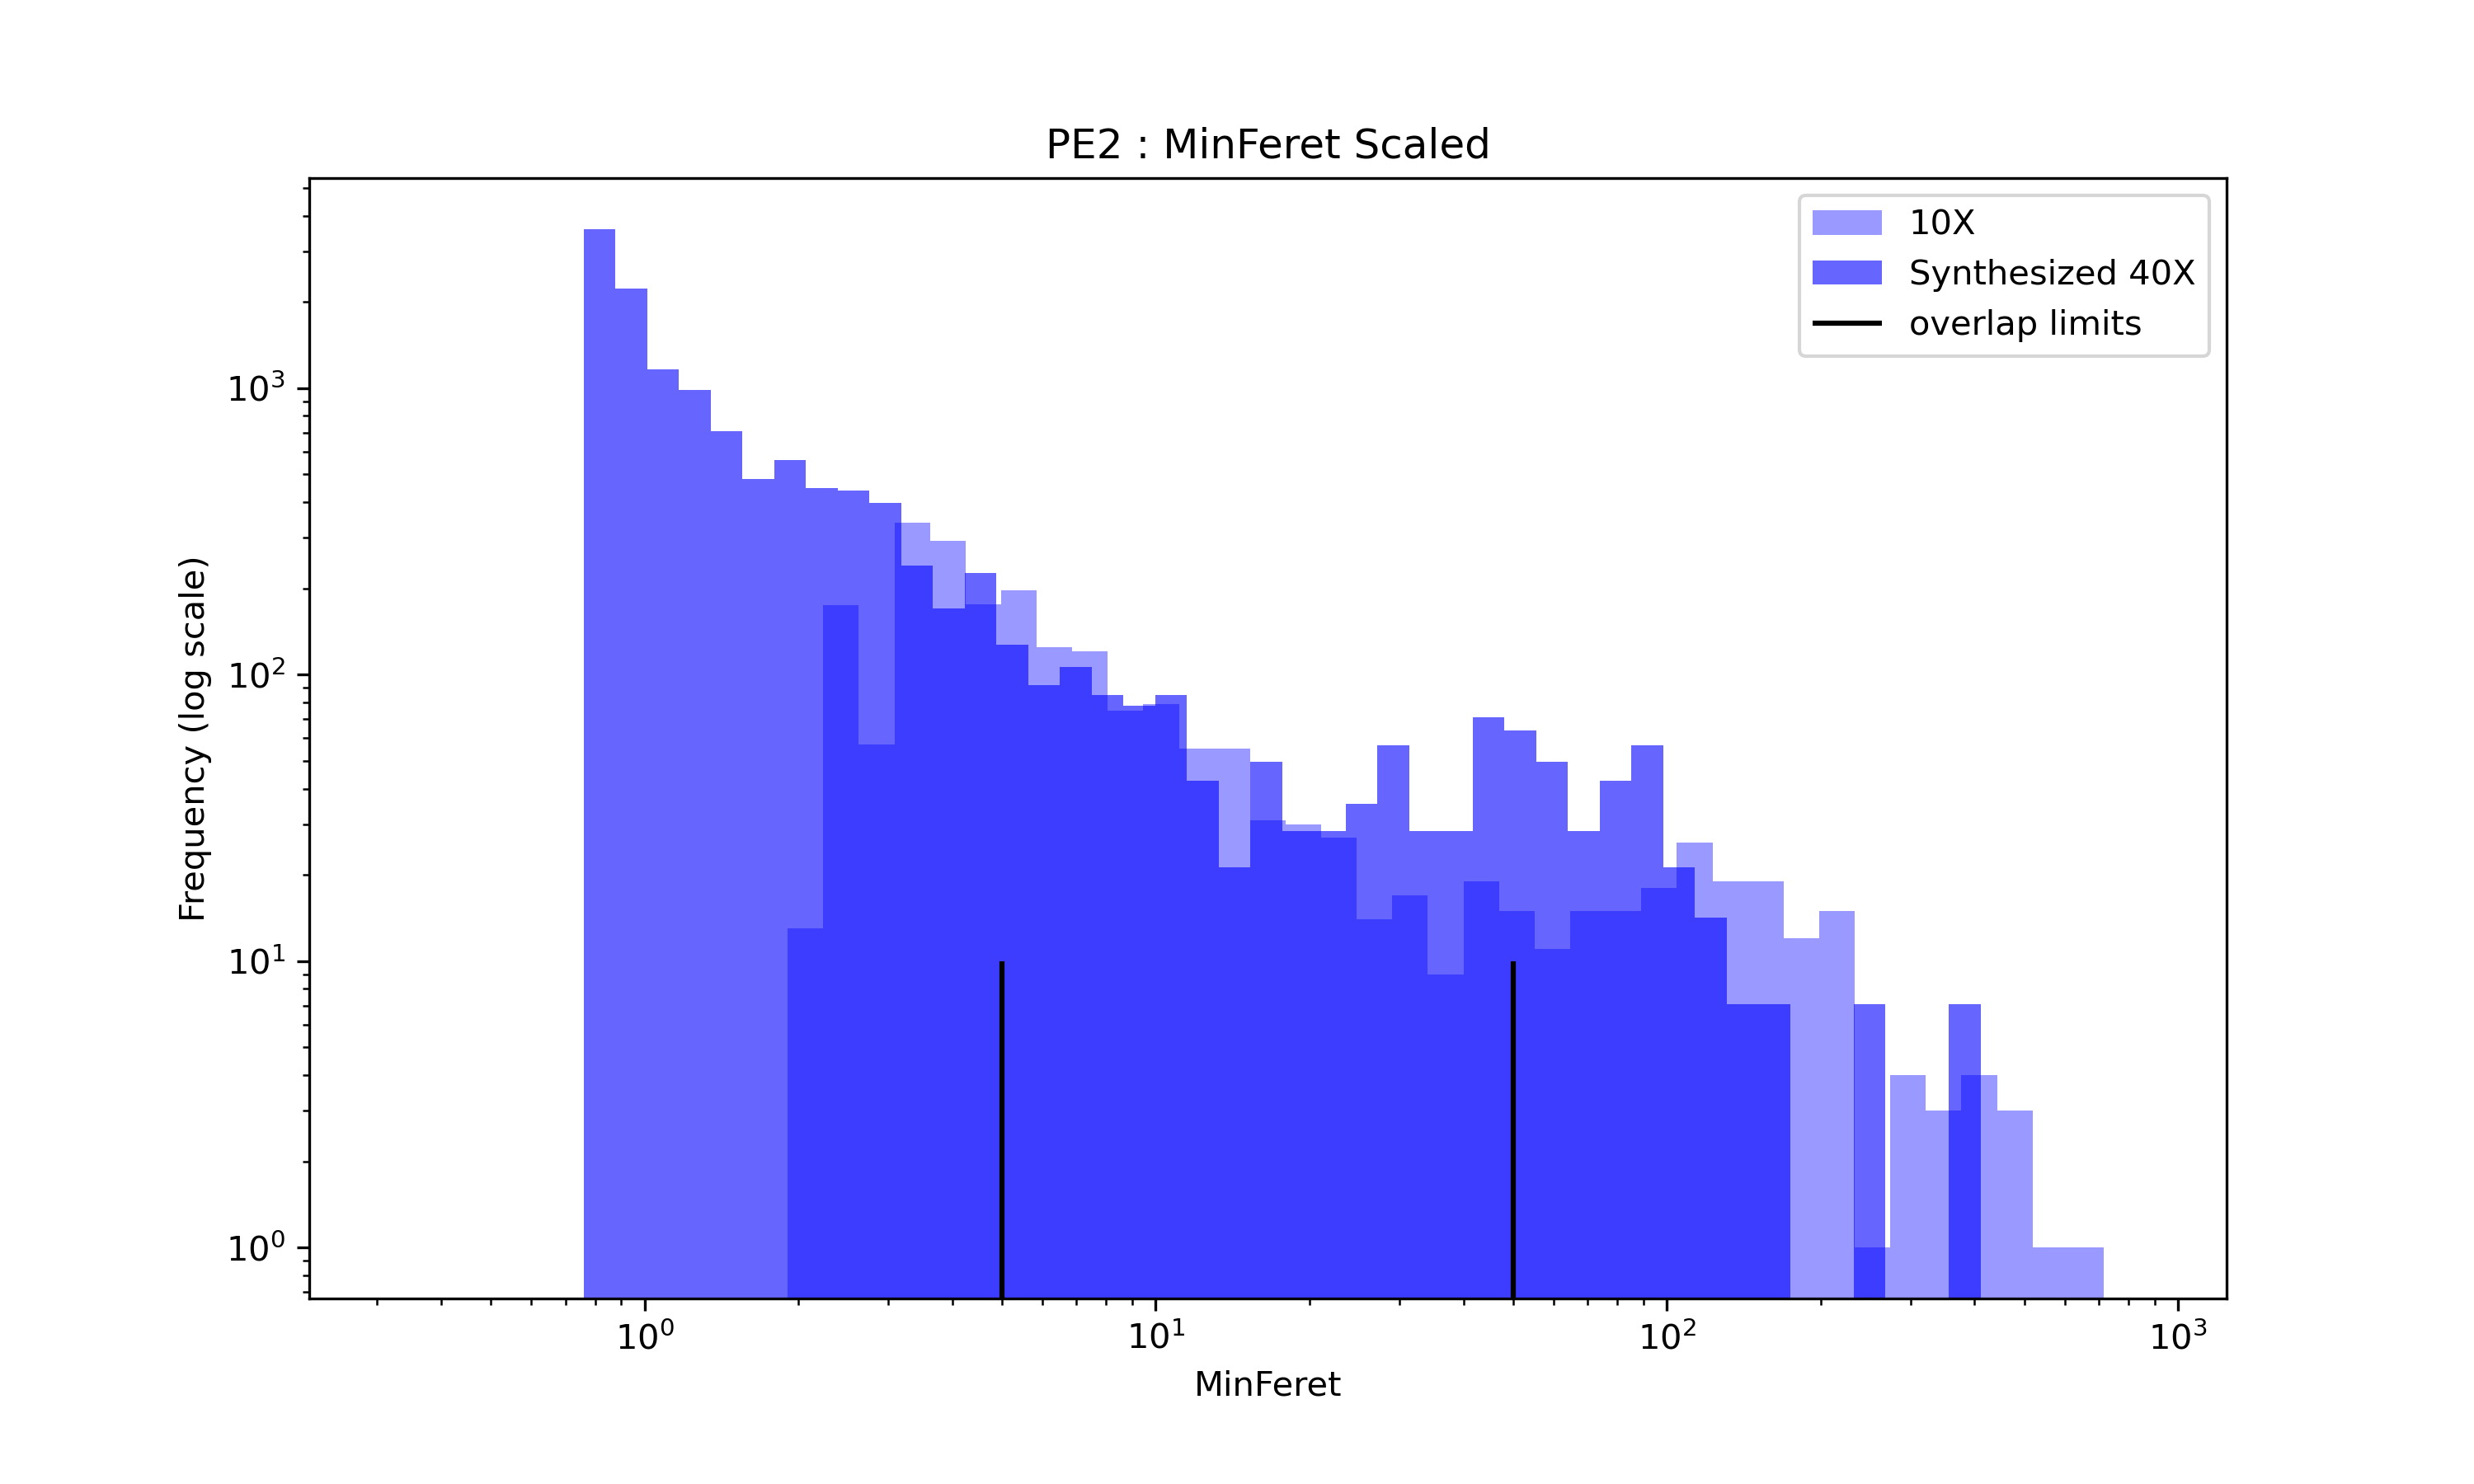 PE2 : MinFeret Scaled
10X
Synthesized 40X
overlap limits
Frequency (log scale)
10³
10²
10¹
10⁰
10⁰ 10¹ 10² 10³
MinFeret